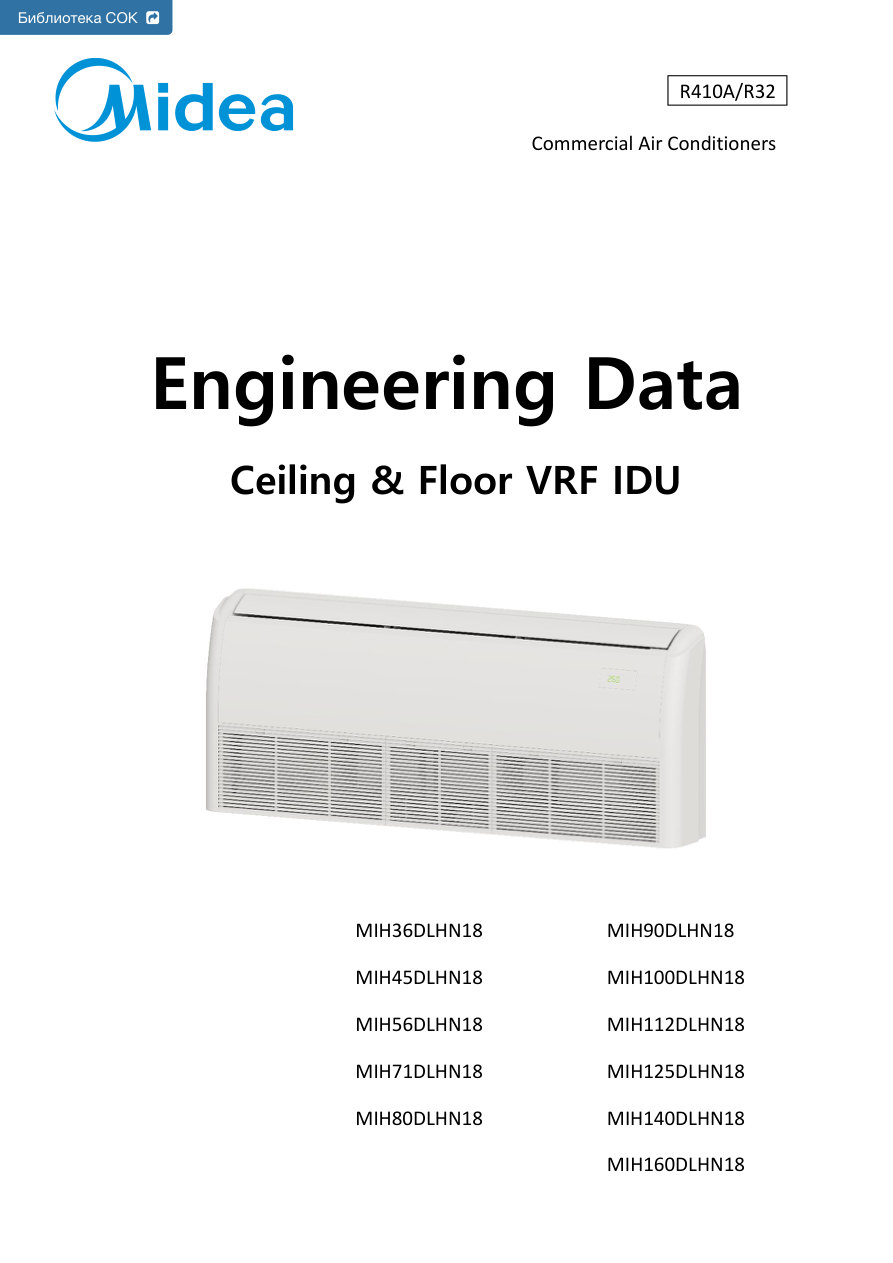 Библиотека СОК
Midea
R410A/R32
Commercial Air Conditioners
Engineering Data
Ceiling & Floor VRF IDU
MIH36DLHN18
MIH90DLHN18
MIH45DLHN18
MIH100DLHN18
MIH56DLHN18
MIH112DLHN18
MIH71DLHN18
MIH125DLHN18
MIH80DLHN18
MIH140DLHN18
MIH160DLHN18